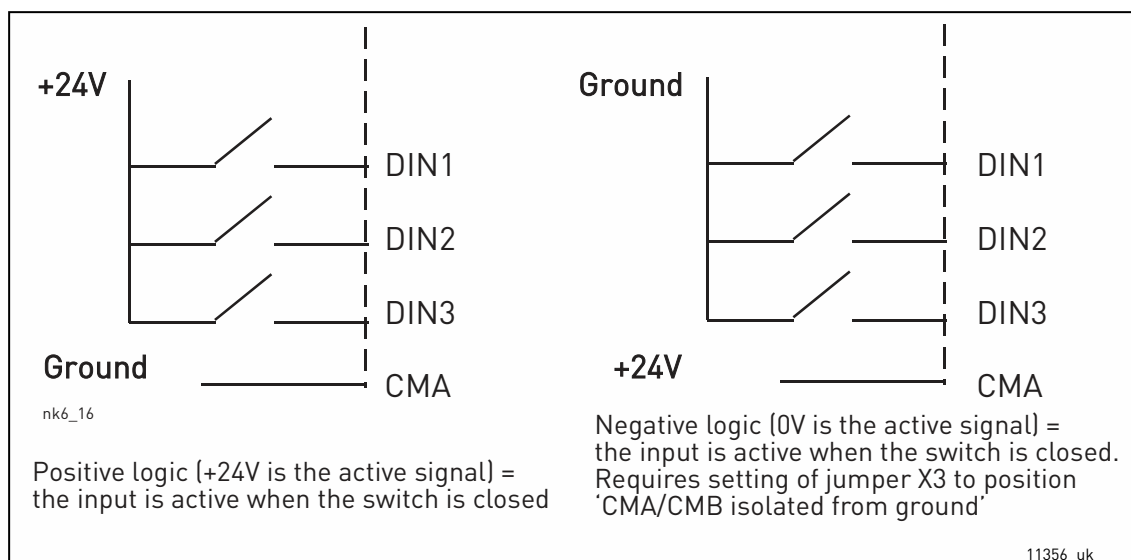 +24V
DIN1
DIN2
DIN3
Ground
CMA
nk6_16
Positive logic (+24V is the active signal) =
the input is active when the switch is closed
Ground
DIN1
DIN2
DIN3
+24V
CMA
Negative logic (0V is the active signal) =
the input is active when the switch is closed.
Requires setting of jumper X3 to position
‘CMA/CMB isolated from ground’
11356_uk